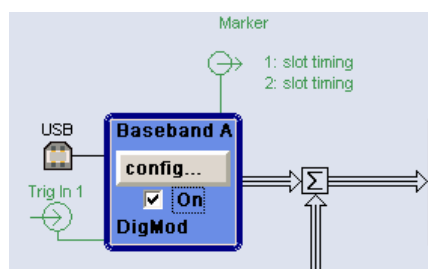 Marker
1: slot timing
2: slot timing
USB
Baseband A
config...
Trig In 1
On
DigMod
Σ